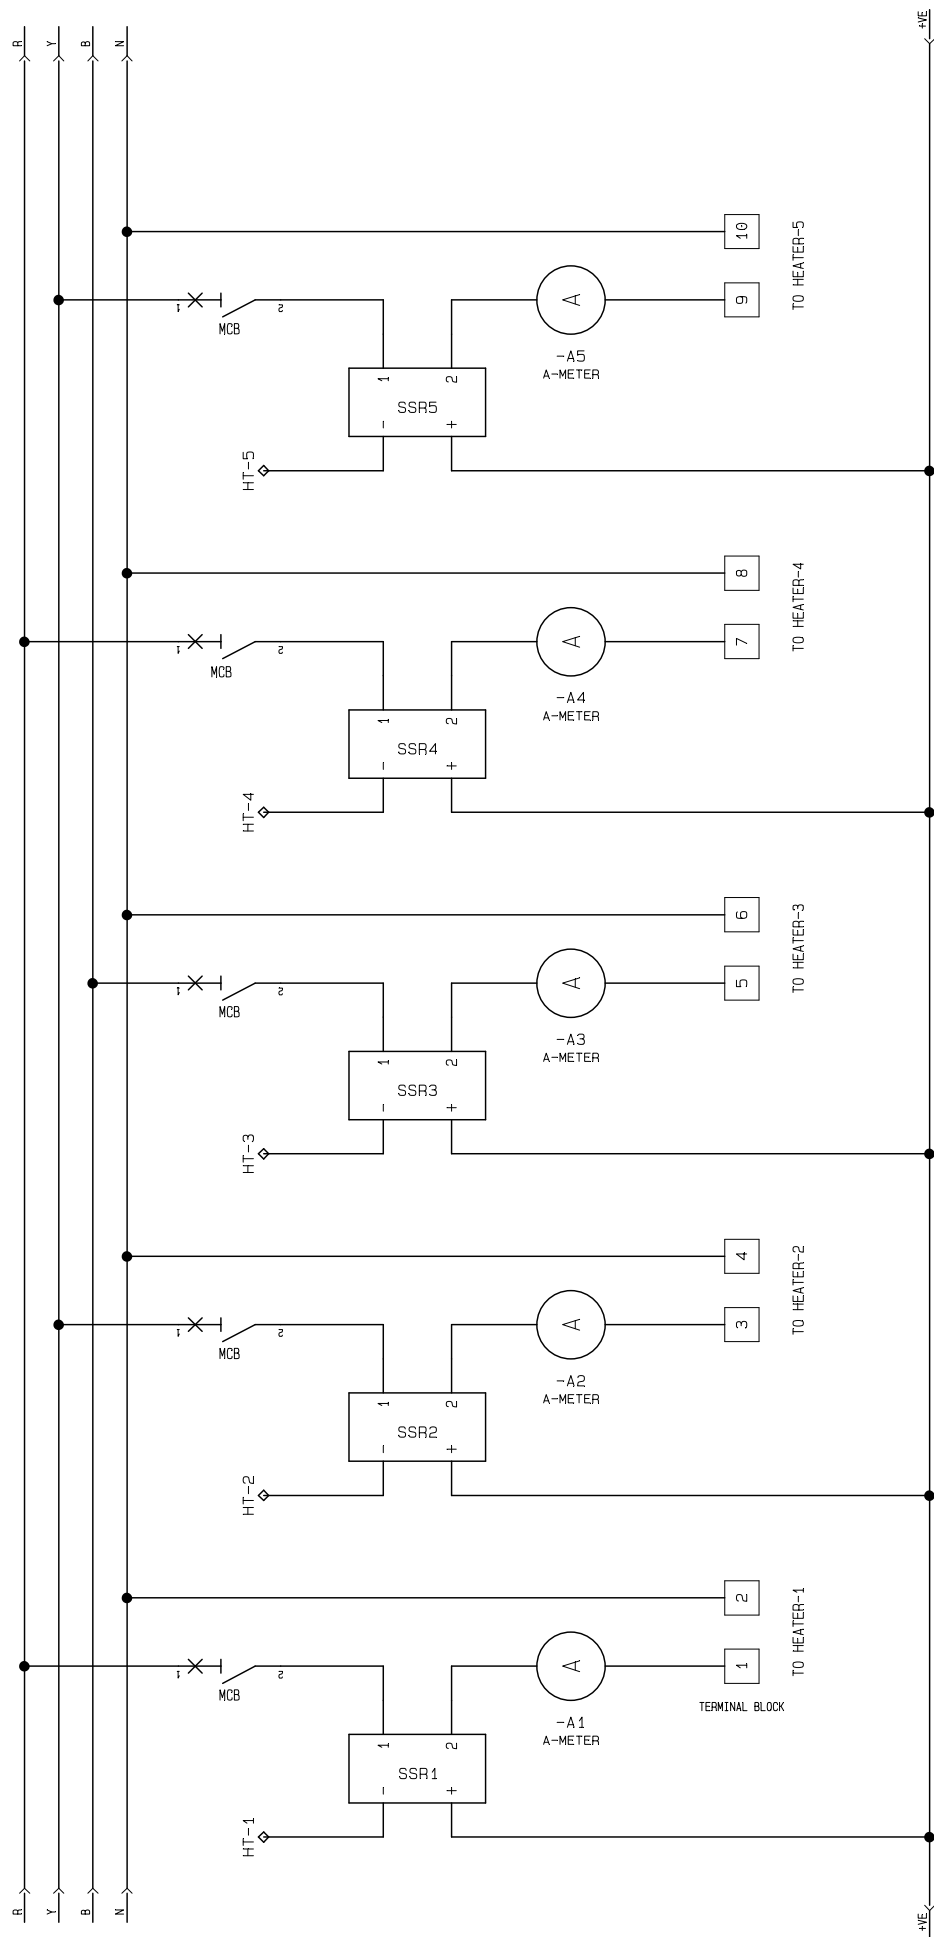 R
Y
B
N
+VE
10
9
TO HEATER-5
1
2
MCB
A
-A5
A-METER
1
2
SSR5
-
+
HT-5
8
7
TO HEATER-4
1
2
MCB
A
-A4
A-METER
1
2
SSR4
-
+
HT-4
6
5
TO HEATER-3
1
2
MCB
A
-A3
A-METER
1
2
SSR3
-
+
HT-3
4
3
TO HEATER-2
1
2
MCB
A
-A2
A-METER
1
2
SSR2
-
+
HT-2
2
1
TO HEATER-1
TERMINAL BLOCK
1
2
MCB
A
-A1
A-METER
1
2
SSR1
-
+
HT-1
R
Y
B
N
+VE